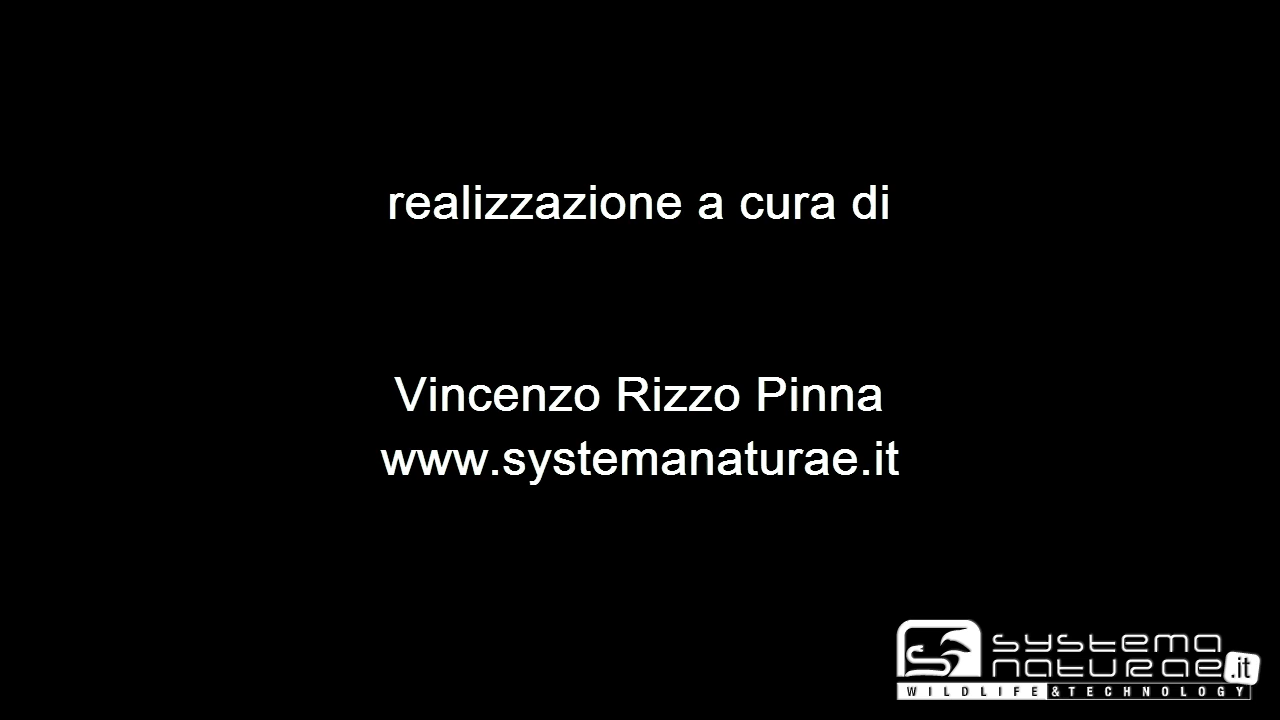 realizzazione a cura di
Vincenzo Rizzo Pinna
www.systemanaturae.it
systema
naturae.it
WILDLIFE & TECHNOLOGY